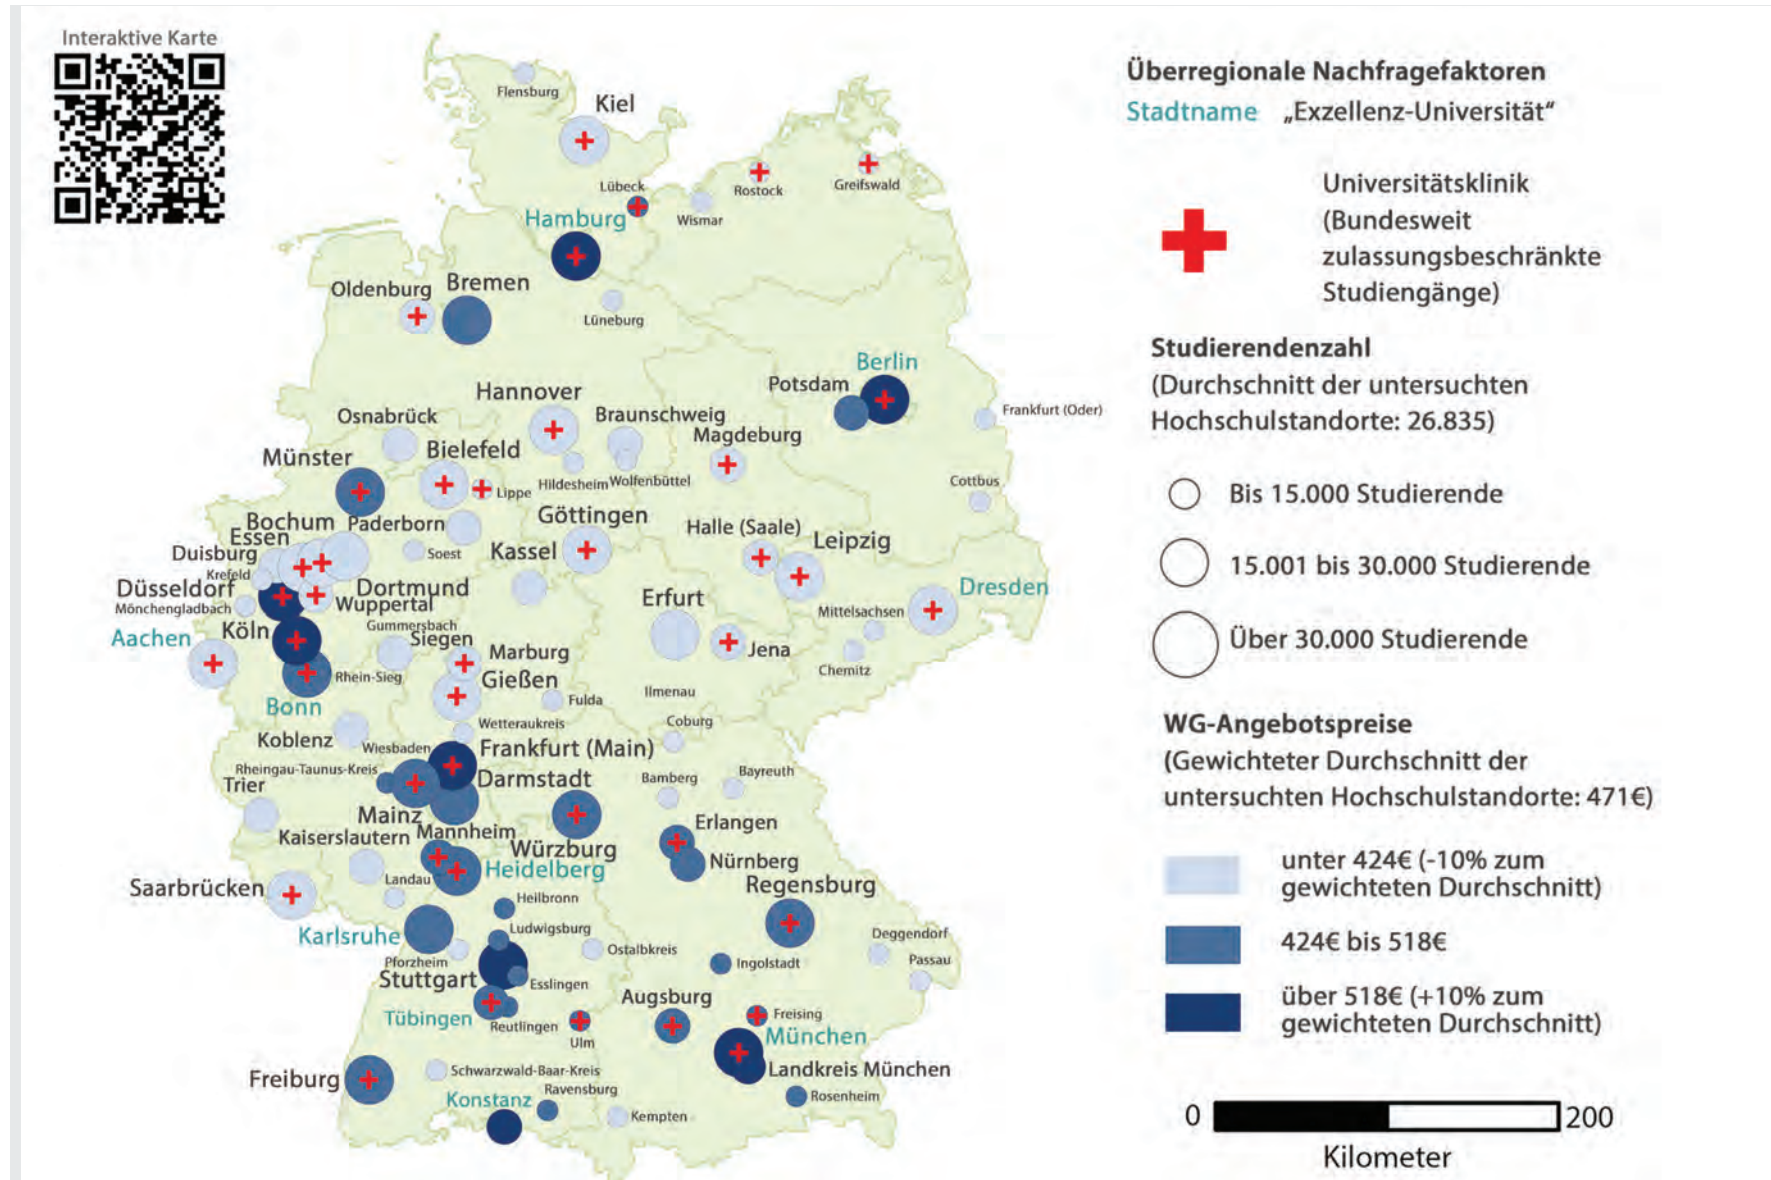 Interaktive Karte
Flensburg
Kiel
Lübeck
Rostock
Greifswald
Wismar
Hamburg
Oldenburg
Bremen
Lüneburg
Berlin
Potsdam
Hannover
Braunschweig
Frankfurt (Oder)
Osnabrück
Bielefeld
Magdeburg
Münster
Lippe
Hildesheim
Wolfenbüttel
Cottbus
Bochum
Paderborn
Göttingen
Halle (Saale)
Leipzig
Essen
Duisburg
Soest
Kassel
Krefeld
Düsseldorf
Dortmund
Erfurt
Dresden
Mönchengladbach
Wuppertal
Mittelsachsen
Aachen
Köln
Gummersbach
Siegen
Marburg
Jena
Chemitz
Rhein-Sieg
Gießen
Ilmenau
Bonn
Fulda
Wetteraukreis
Coburg
Koblenz
Wiesbaden
Frankfurt (Main)
Rheingau-Taunus-Kreis
Darmstadt
Bamberg
Bayreuth
Trier
Mainz
Mannheim
Erlangen
Kaiserslautern
Würzburg
Nürnberg
Heidelberg
Saarbrücken
Landau
Regensburg
Heilbronn
Karlsruhe
Ludwigsburg
Deggendorf
Pforzheim
Ostalbkreis
Ingolstadt
Passau
Stuttgart
Esslingen
Augsburg
Tübingen
Reutlingen
Ulm
Freising
München
Freiburg
Schwarzwald-Baar-Kreis
Landkreis München
Konstanz
Ravensburg
Rosenheim
Kempten
Überregionale Nachfragefaktoren
Stadtname „Exzellenz-Universität“
Universitätsklinik
(Bundesweit
zulassungsbeschränkte
Studiengänge)
Studierendenzahl
(Durchschnitt der untersuchten
Hochschulstandorte: 26.835)
Bis 15.000 Studierende
15.001 bis 30.000 Studierende
Über 30.000 Studierende
WG-Angebotspreise
(Gewichteter Durchschnitt der
untersuchten Hochschulstandorte: 471€)
unter 424€ (-10% zum
gewichteten Durchschnitt)
424€ bis 518€
über 518€ (+10% zum
gewichteten Durchschnitt)
0 200
Kilometer